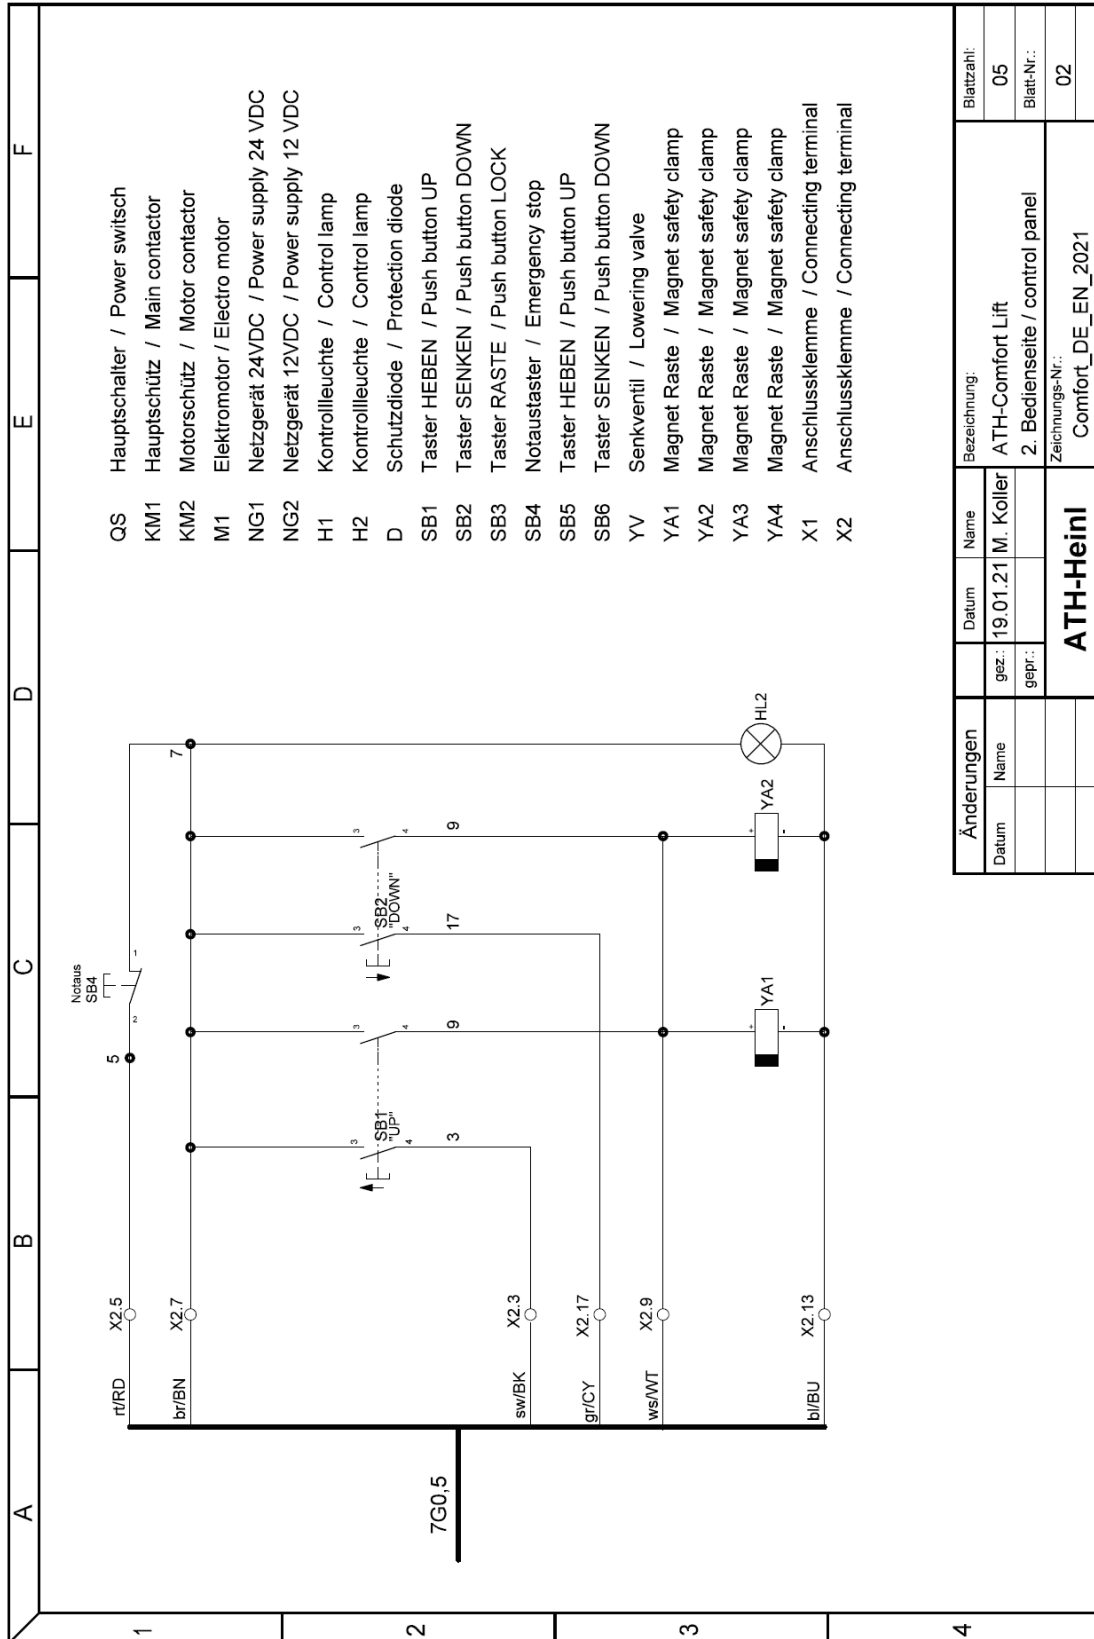 A
B
C
D
E
F
1
2
3
4
7G0,5
rt/RD
X2.5
br/BN
X2.7
sw/BK
X2.3
gr/CY
X2.17
ws/WT
X2.9
bl/BU
X2.13
5
Notaus
SB4
2
1
7
3
4
SB1
"UP"
3
3
4
9
3
4
SB2
"DOWN"
17
3
4
9
+
-
YA1
+
-
YA2
HL2
QS Hauptschalter / Power switsch
KM1 Hauptschütz / Main contactor
KM2 Motorschütz / Motor contactor
M1 Elektromotor / Electro motor
NG1 Netzgerät 24VDC / Power supply 24 VDC
NG2 Netzgerät 12VDC / Power supply 12 VDC
H1 Kontrollleuchte / Control lamp
H2 Kontrollleuchte / Control lamp
D Schutzdiode / Protection diode
SB1 Taster HEBEN / Push button UP
SB2 Taster SENKEN / Push button DOWN
SB3 Taster RASTE / Push button LOCK
SB4 Notaustaster / Emergency stop
SB5 Taster HEBEN / Push button UP
SB6 Taster SENKEN / Push button DOWN
YV Senkventil / Lowering valve
YA1 Magnet Raste / Magnet safety clamp
YA2 Magnet Raste / Magnet safety clamp
YA3 Magnet Raste / Magnet safety clamp
YA4 Magnet Raste / Magnet safety clamp
X1 Anschlussklemme / Connecting terminal
X2 Anschlussklemme / Connecting terminal
Änderungen
Datum Name
Datum Name
gez.: 19.01.21 M. Koller
gepr.:
ATH-Heinl
Bezeichnung:
ATH-Comfort Lift
2. Bedienseite / control panel
Zeichnungs-Nr.:
Comfort_DE_EN_2021
Blattzahl:
05
Blatt-Nr.:
02